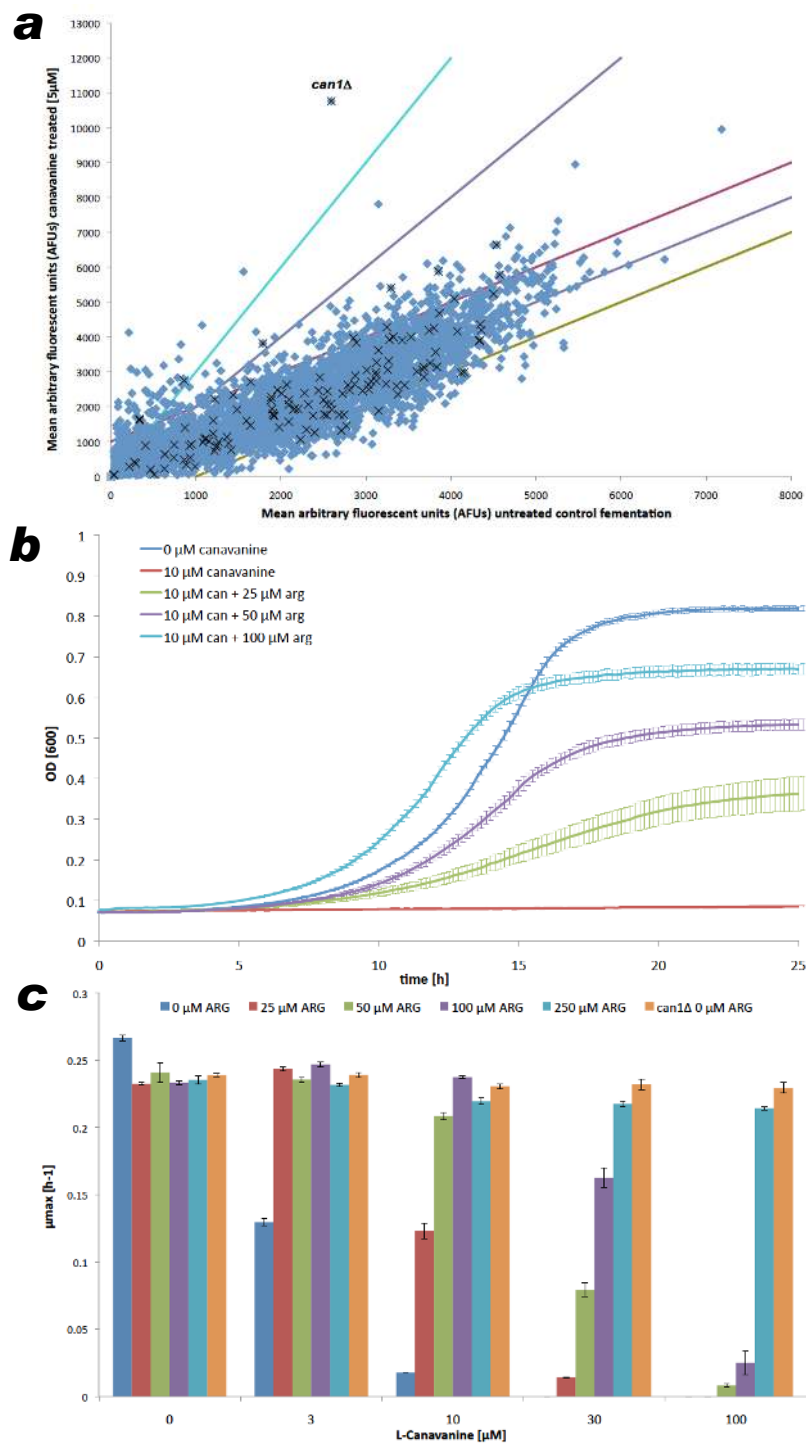 a
Mean arbitrary fluorescent units (AFUs) canavanine treated [5µM]
13000
12000
11000
10000
9000
8000
7000
6000
5000
4000
3000
2000
1000
0
can1Δ
0 1000 2000 3000 4000 5000 6000 7000 8000
Mean arbitrary fluorescent units (AFUs) untreated control fementation
b
OD [600]
1
0.9
0.8
0.7
0.6
0.5
0.4
0.3
0.2
0.1
0
0 µM canavanine
10 µM canavanine
10 µM can + 25 µM arg
10 µM can + 50 µM arg
10 µM can + 100 µM arg
0 5 10 15 20 25
time [h]
c
0 µM ARG 25 µM ARG 50 µM ARG 100 µM ARG 250 µM ARG can1Δ 0 µM ARG
µmax [h-1]
0.3
0.25
0.2
0.15
0.1
0.05
0
0 3 10 30 100
L-Canavanine [µM]